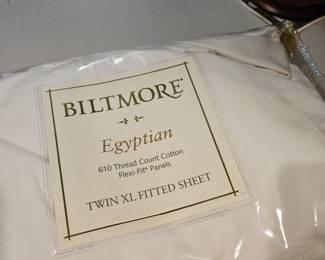 BILTMORE®
Egyptian
610 Thread Count Cotton
Flexi-Fit® Panels
TWIN XL FITTED SHEET